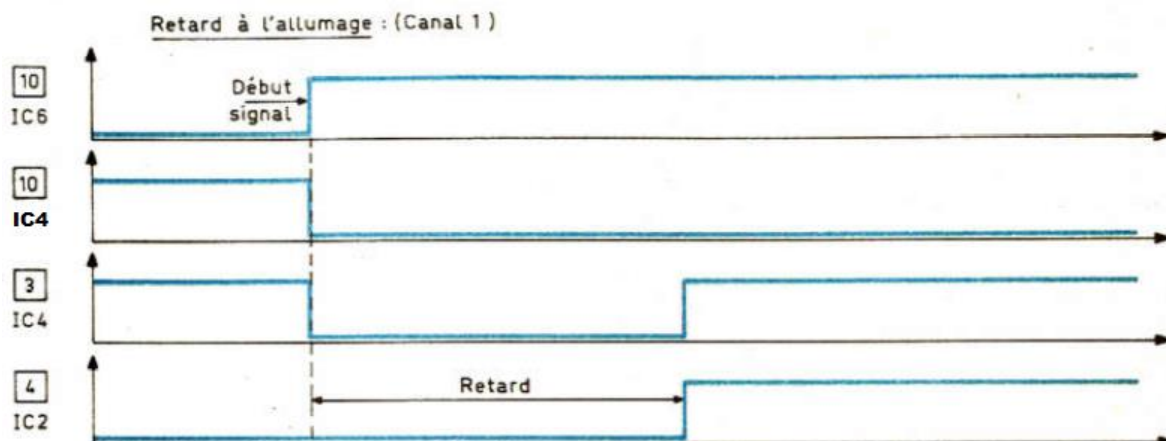 Retard à l'allumage : (Canal 1)
10
IC6
Début
signal
10
IC4
3
IC4
4
IC2
Retard